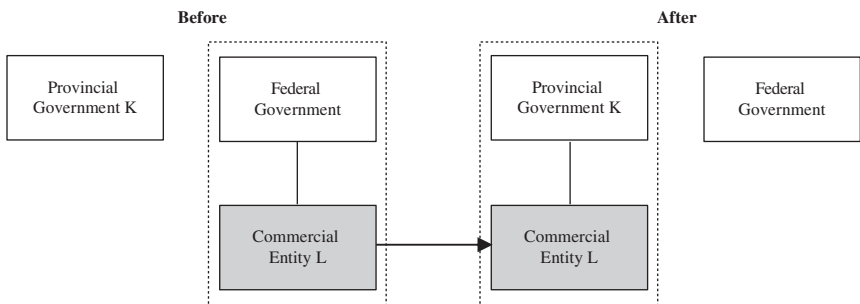 Before
After
Provincial
Government K
Federal
Government
Provincial
Government K
Federal
Government
Commercial
Entity L
Commercial
Entity L